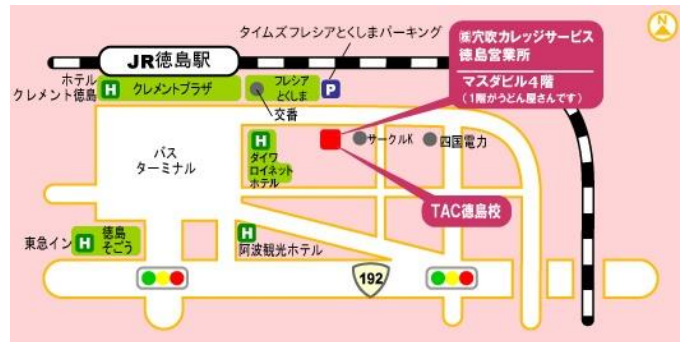 タイムズフレシアとくしまパーキング
N
㈱穴吹カレッジサービス
徳島営業所
マスダビル4階
(1階がうどん屋さんです)
JR徳島駅
ホテル
クレメント徳島
H
クレメントプラザ
フレシア
とくしま
P
交番
バス
ターミナル
H
ダイワ
ロイネット
ホテル
サークルK
四国電力
TAC徳島校
東急イン
H
徳島
そごう
H
阿波観光ホテル
192